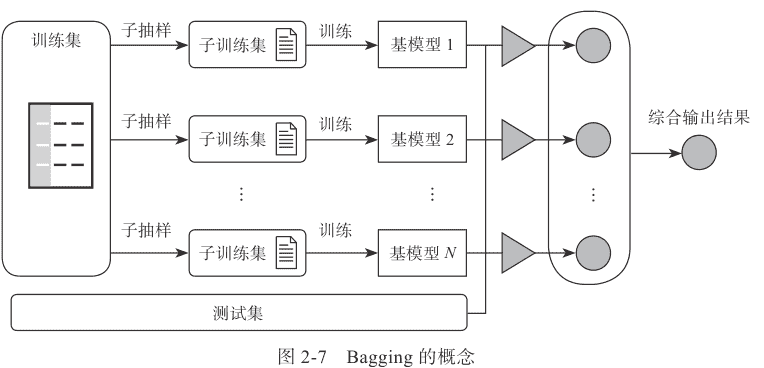 训练集
子抽样 子训练集 训练 基模型 1
子抽样 子训练集 训练 基模型 2
综合输出结果
⋮ ⋮ ⋮
子抽样 子训练集 训练 基模型 N
测试集
图 2-7 Bagging 的概念